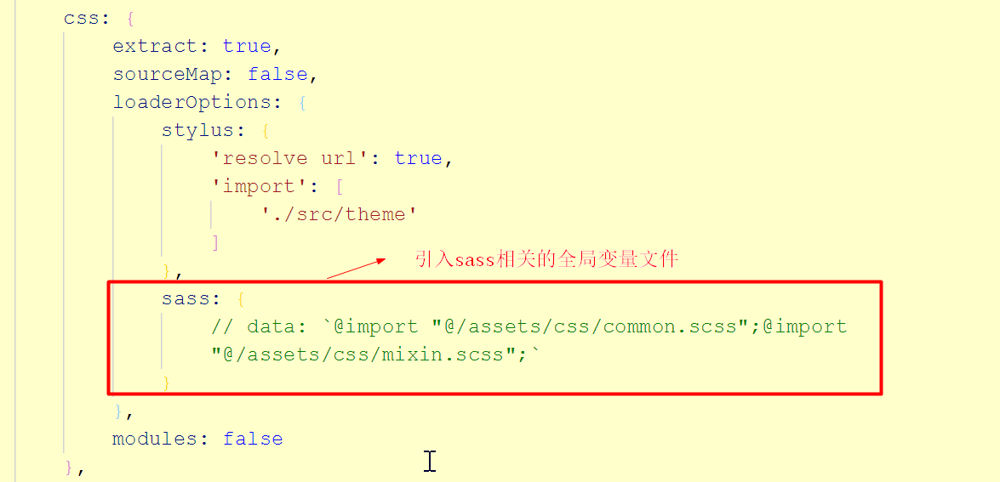 css: {
extract: true,
sourceMap: false,
loaderOptions: {
stylus: {
'resolve url': true,
'import': [
'./src/theme'
]
},
引入sass相关的全局变量文件
sass: {
// data: `@import "@/assets/css/common.scss";@import
"@/assets/css/mixin.scss";`
}
},
modules: false
},